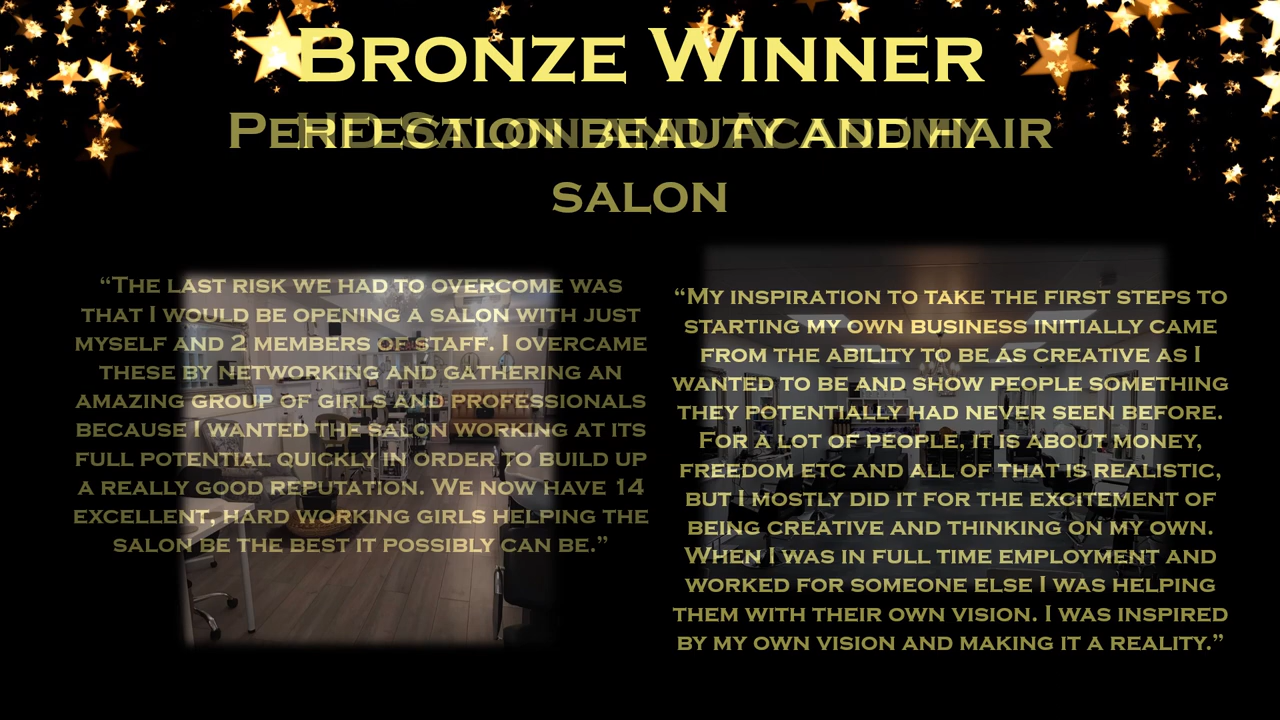 Bronze Winner
Perfection beauty and hair
salon
HD Salon and Academy
“The last risk we had to overcome was
that I would be opening a salon with just
myself and 2 members of staff. I overcame
these by networking and gathering an
amazing group of girls and professionals
because I wanted the salon working at its
full potential quickly in order to build up
a really good reputation. We now have 14
excellent, hard working girls helping the
salon be the best it possibly can be.”
“My inspiration to take the first steps to
starting my own business initially came
from the ability to be as creative as I
wanted to be and show people something
they potentially had never seen before.
For a lot of people, it is about money,
freedom etc and all of that is realistic,
but I mostly did it for the excitement of
being creative and thinking on my own.
When I was in full time employment and
worked for someone else I was helping
them with their own vision. I was inspired
by my own vision and making it a reality.”